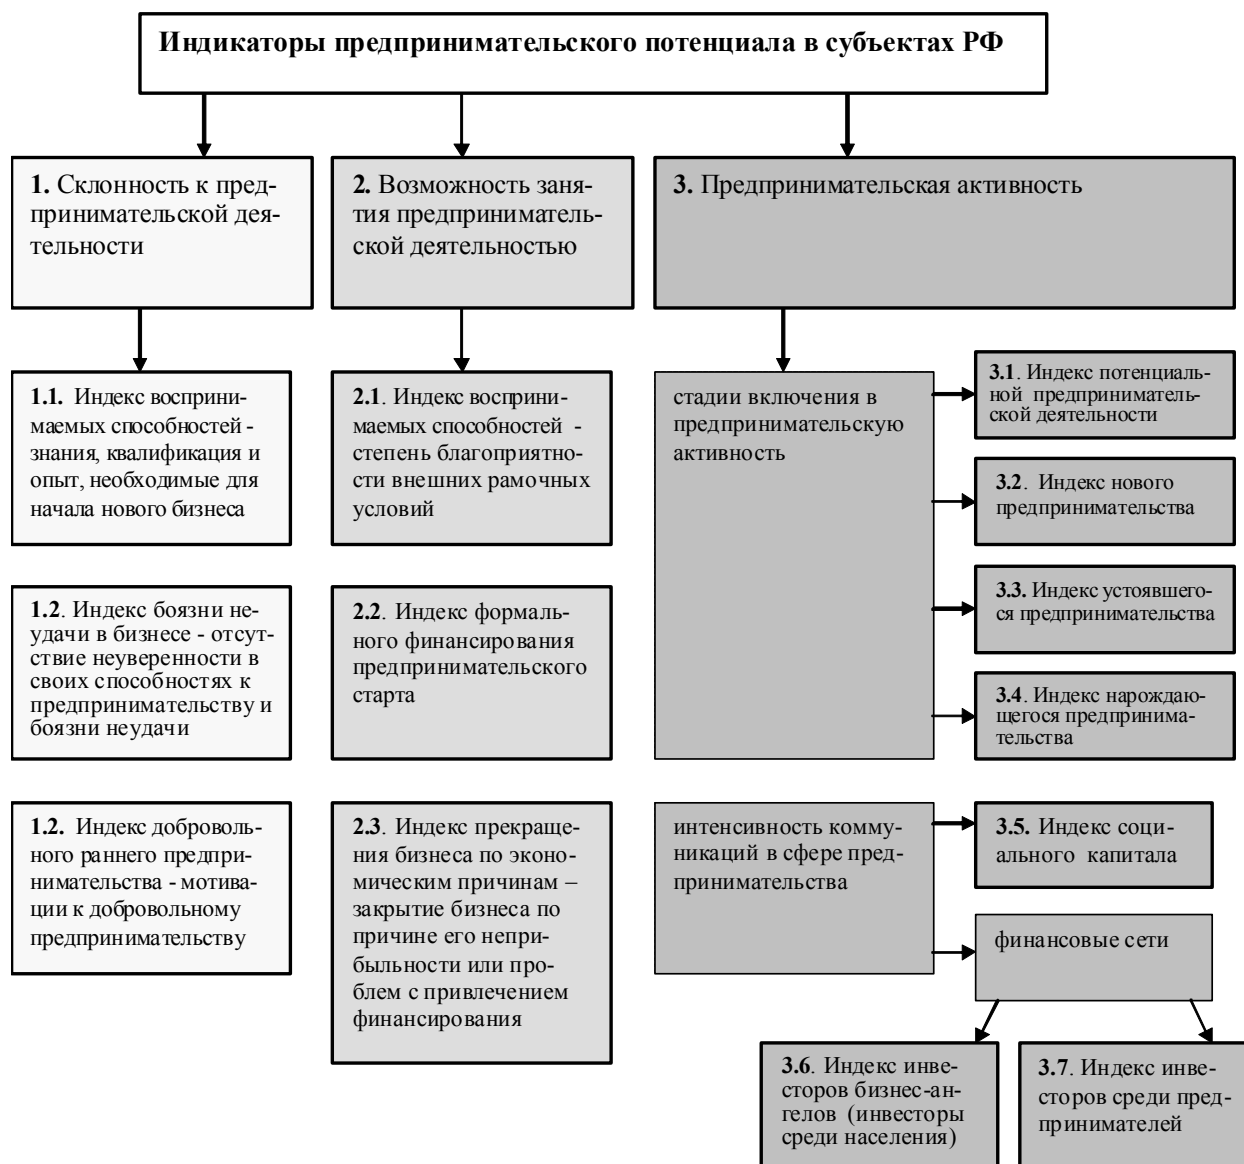 Индикаторы предпринимательского потенциала в субъектах РФ
1. Склонность к пред-
принимательской дея-
тельности
2. Возможность заня-
тия предприниматель-
ской деятельностью
3. Предпринимательская активность
1.1. Индекс восприни-
маемых способностей -
знания, квалификация и
опыт, необходимые для
начала нового бизнеса
2.1. Индекс восприни-
маемых способностей -
степень благоприятно-
сти внешних рамочных
условий
стадии включения в
предпринимательскую
активность
3.1. Индекс потенциаль-
ной предприниматель-
ской деятельности
3.2. Индекс нового
предпринимательства
3.3. Индекс устоявшего-
ся предпринимательства
3.4. Индекс нарождаю-
щегося предпринима-
тельства
1.2. Индекс боязни не-
удачи в бизнесе - отсут-
ствие неуверенности в
своих способностях к
предпринимательству и
боязни неудачи
2.2. Индекс формаль-
ного финансирования
предпринимательского
старта
1.2. Индекс доброволь-
ного раннего предпри-
нимательства - мотива-
ции к добровольному
предпринимательству
2.3. Индекс прекраще-
ния бизнеса по эконо-
мическим причинам –
закрытие бизнеса по
причине его непри-
быльности или про-
блем с привлечением
финансирования
интенсивность комму-
никаций в сфере пред-
принимательства
3.5. Индекс соци-
ального капитала
финансовые сети
3.6. Индекс инве-
сторов бизнес-ан-
гелов (инвесторы
среди населения)
3.7. Индекс инве-
сторов среди пред-
принимателей